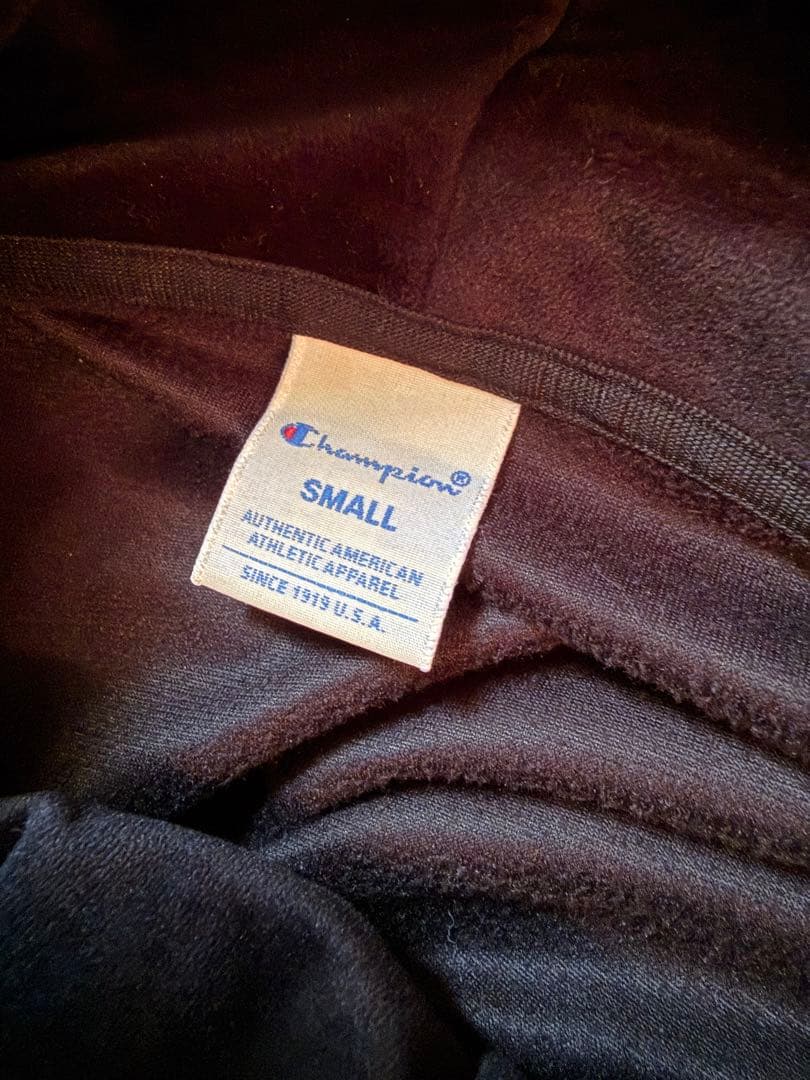 Champion®
SMALL
AUTHENTIC AMERICAN
ATHLETIC APPAREL
SINCE 1919 U.S.A.